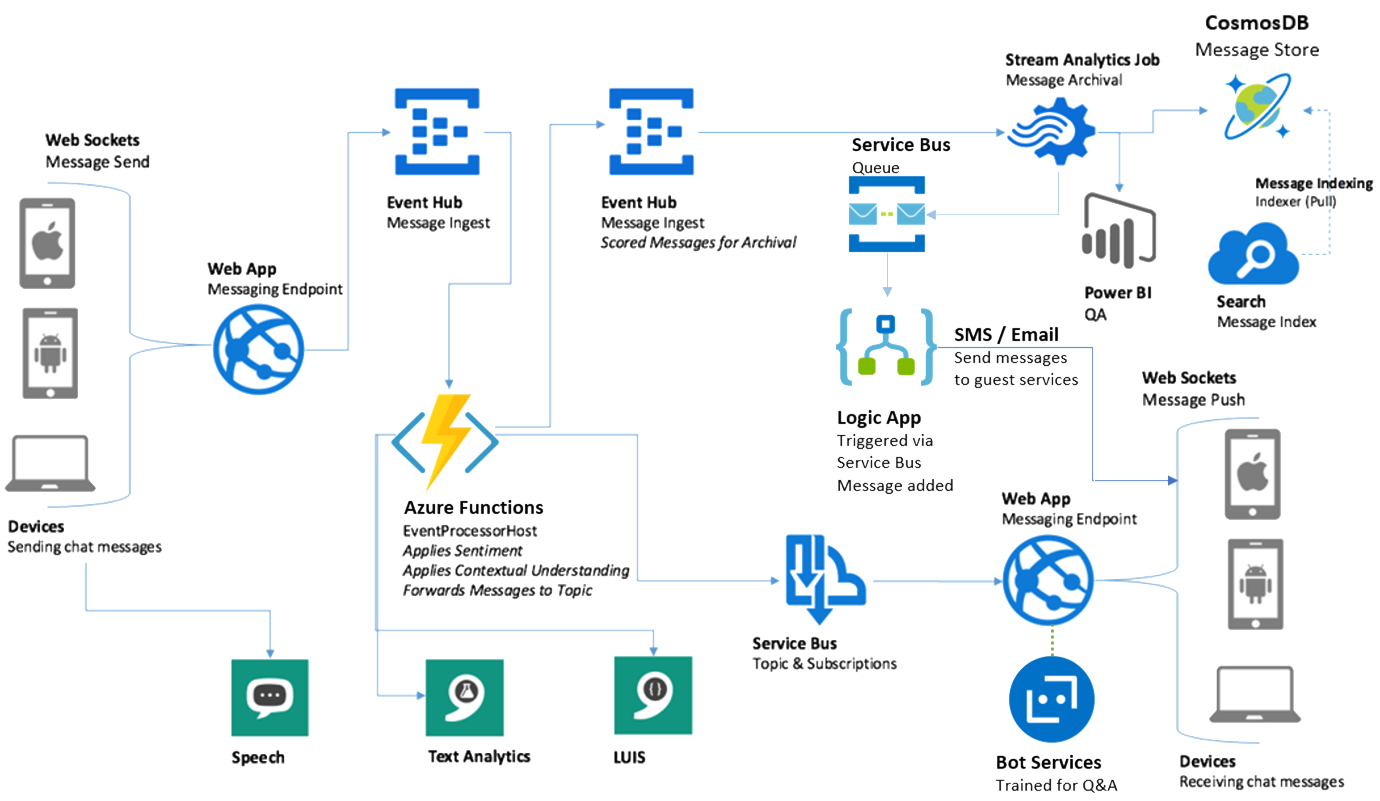 CosmosDB
Message Store
Stream Analytics Job
Message Archival
Web Sockets
Message Send
Service Bus
Queue
Event Hub
Message Ingest
Event Hub
Message Ingest
Scored Messages for Archival
Message Indexing
Indexer (Pull)
Web App
Messaging Endpoint
Power BI
QA
Search
Message Index
SMS / Email
Send messages
to guest services
Web Sockets
Message Push
Logic App
Triggered via
Service Bus
Message added
Devices
Sending chat messages
Azure Functions
EventProcessorHost
Applies Sentiment
Applies Contextual Understanding
Forwards Messages to Topic
Web App
Messaging Endpoint
Service Bus
Topic & Subscriptions
Speech
Text Analytics
LUIS
Bot Services
Trained for Q&A
Devices
Receiving chat messages